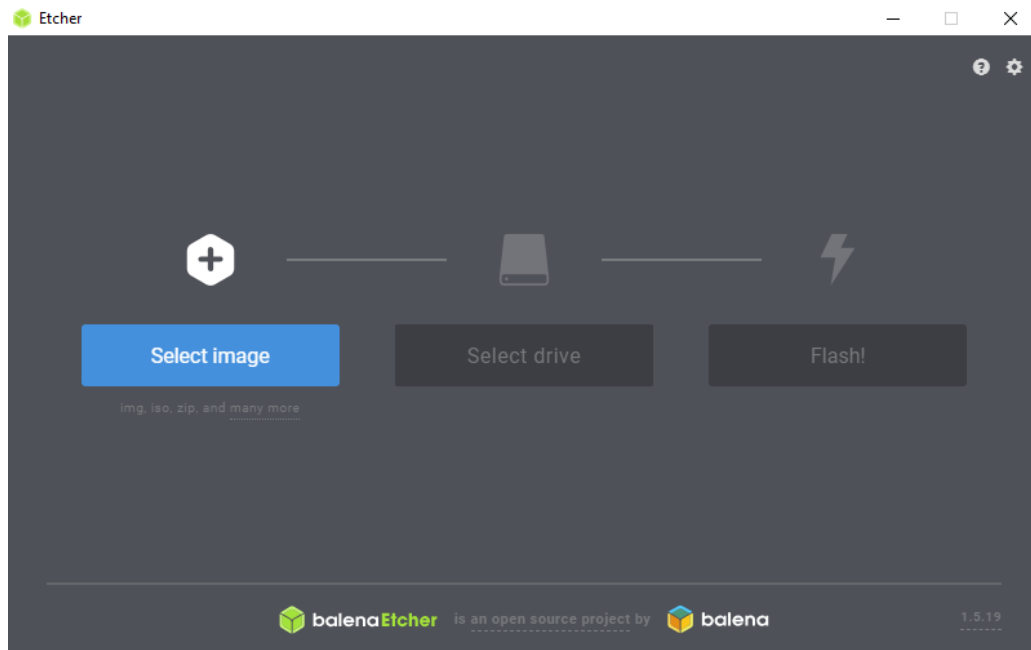 Etcher
Select image
Select drive
Flash!
img, iso, zip, and many more
balenaEtcher is an open source project by balena
1.5.19